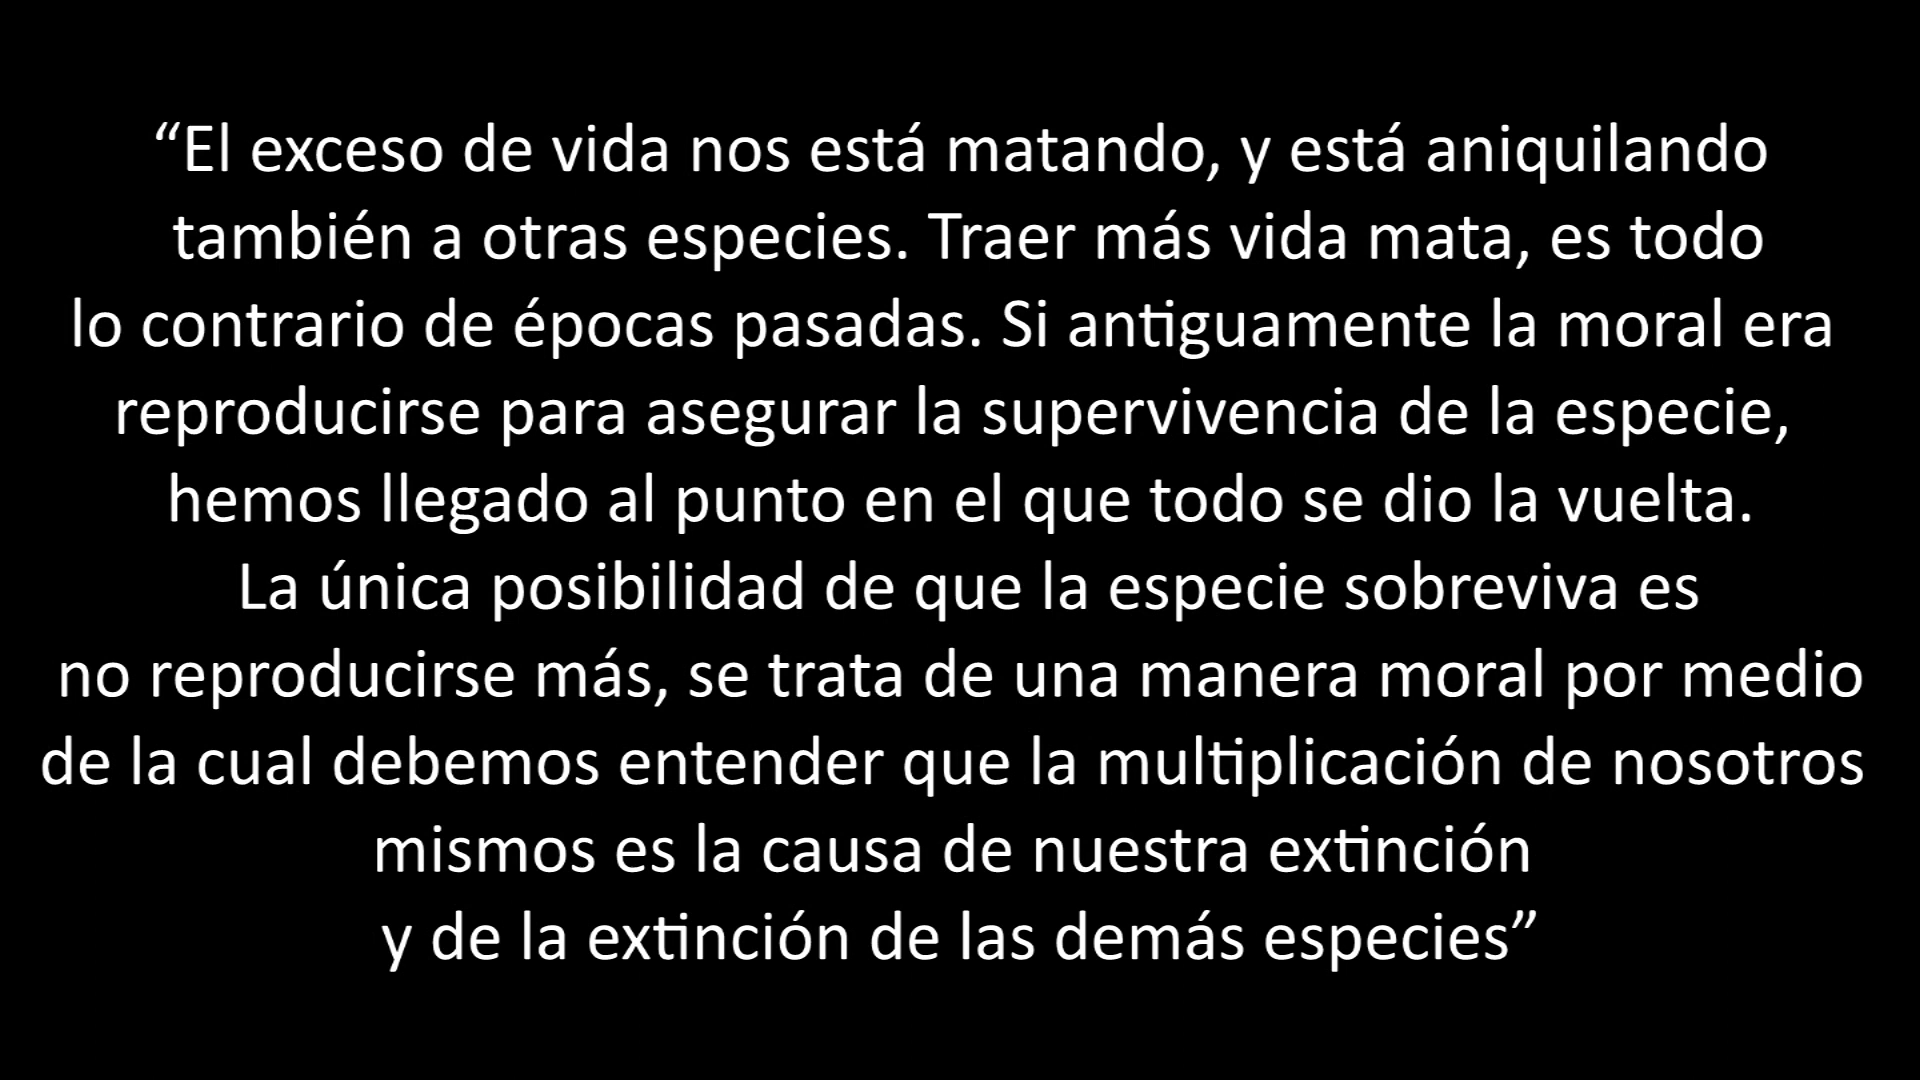 “El exceso de vida nos está matando, y está aniquilando
también a otras especies. Traer más vida mata, es todo
lo contrario de épocas pasadas. Si antiguamente la moral era
reproducirse para asegurar la supervivencia de la especie,
hemos llegado al punto en el que todo se dio la vuelta.
La única posibilidad de que la especie sobreviva es
no reproducirse más, se trata de una manera moral por medio
de la cual debemos entender que la multiplicación de nosotros
mismos es la causa de nuestra extinción
y de la extinción de las demás especies”